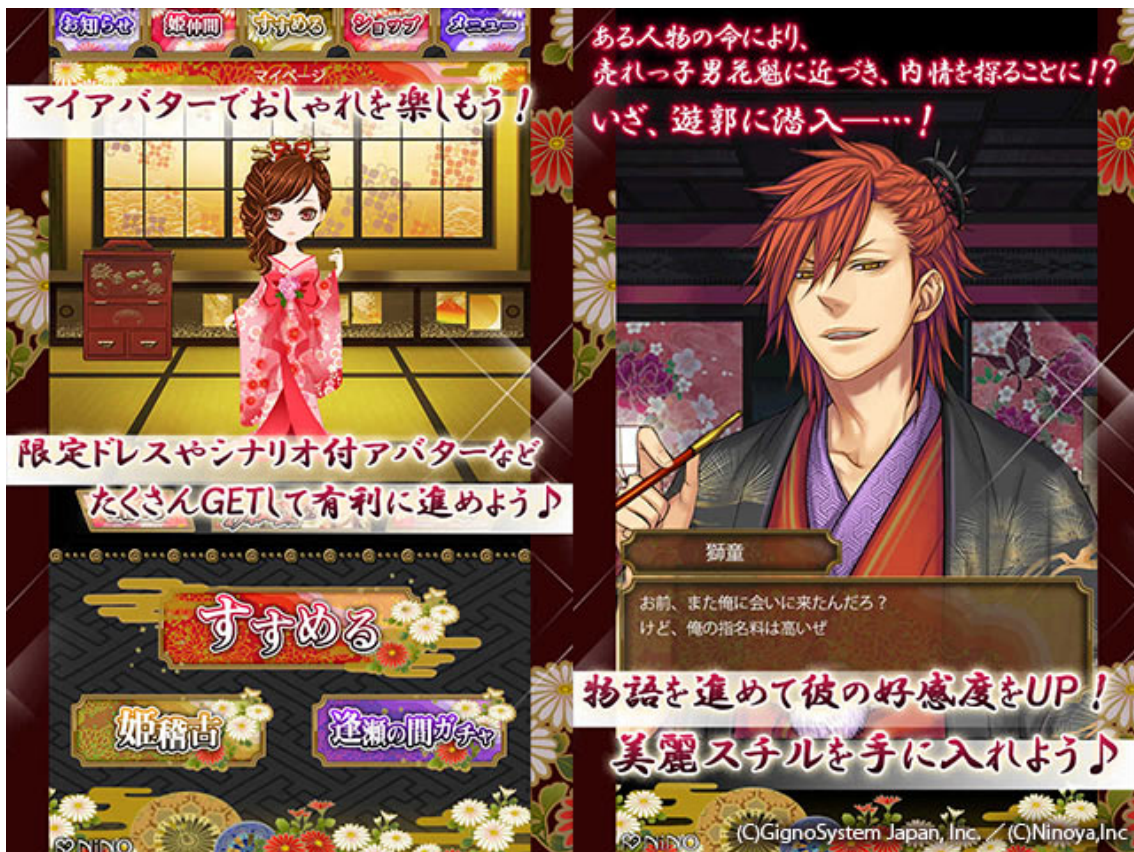 お知らせ
姫仲間
すすめる
ショップ
メニュー
マイページ
マイアバターでおしゃれを楽しもう！
限定ドレスやシナリオ付アバターなど
たくさんGETして有利に進めよう♪
すすめる
姫稽古
逢瀬の間ガチャ
ある人物の命により、
売れっ子男花魁に近づき、内情を探ることに！？
いざ、遊郭に潜入――…！
獅童
お前、また俺に会いに来たんだろ？
けど、俺の指名料は高いぜ
物語を進めて彼の好感度をUP！
美麗スチルを手に入れよう♪
(C)GignoSystem Japan, Inc. ／(C)Ninoya,Inc